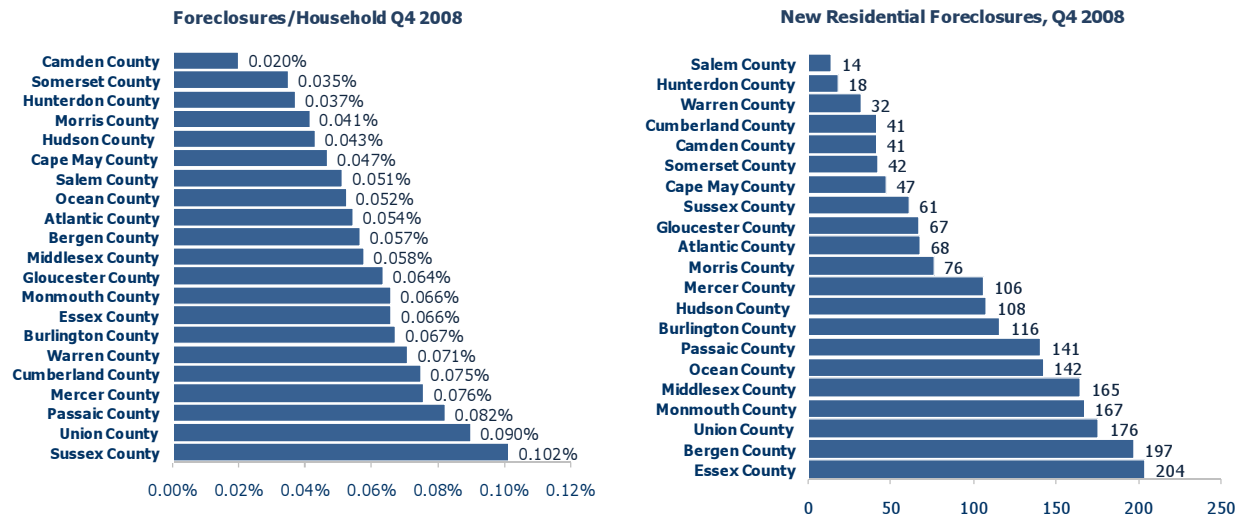 Foreclosures/Household Q4 2008
Camden County 0.020%
Somerset County 0.035%
Hunterdon County 0.037%
Morris County 0.041%
Hudson County 0.043%
Cape May County 0.047%
Salem County 0.051%
Ocean County 0.052%
Atlantic County 0.054%
Bergen County 0.057%
Middlesex County 0.058%
Gloucester County 0.064%
Monmouth County 0.066%
Essex County 0.066%
Burlington County 0.067%
Warren County 0.071%
Cumberland County 0.075%
Mercer County 0.076%
Passaic County 0.082%
Union County 0.090%
Sussex County 0.102%
0.00% 0.02% 0.04% 0.06% 0.08% 0.10% 0.12%
New Residential Foreclosures, Q4 2008
Salem County 14
Hunterdon County 18
Warren County 32
Cumberland County 41
Camden County 41
Somerset County 42
Cape May County 47
Sussex County 61
Gloucester County 67
Atlantic County 68
Morris County 76
Mercer County 106
Hudson County 108
Burlington County 116
Passaic County 141
Ocean County 142
Middlesex County 165
Monmouth County 167
Union County 176
Bergen County 197
Essex County 204
0 50 100 150 200 250